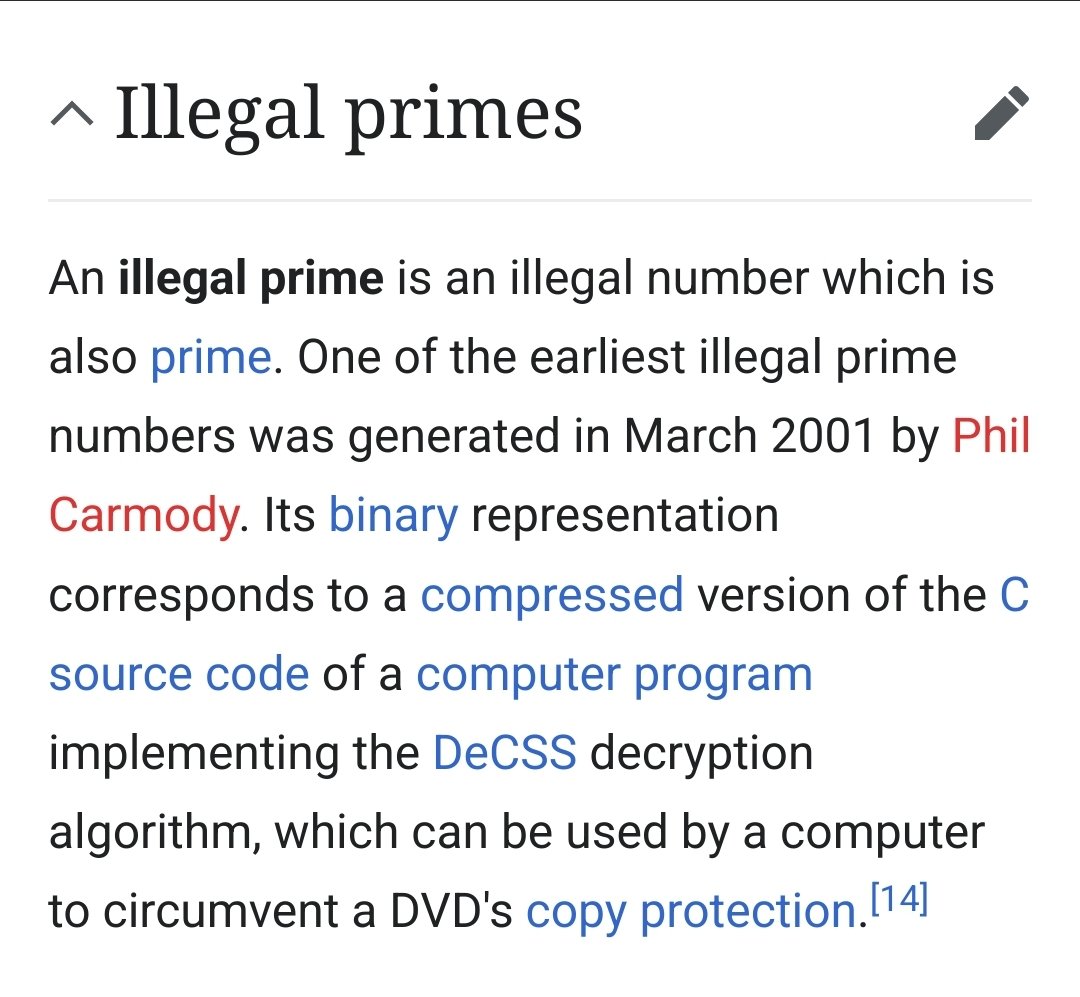 Illegal primes
An illegal prime is an illegal number which is
also prime. One of the earliest illegal prime
numbers was generated in March 2001 by Phil
Carmody. Its binary representation
corresponds to a compressed version of the C
source code of a computer program
implementing the DeCSS decryption
algorithm, which can be used by a computer
to circumvent a DVD's copy protection.[14]